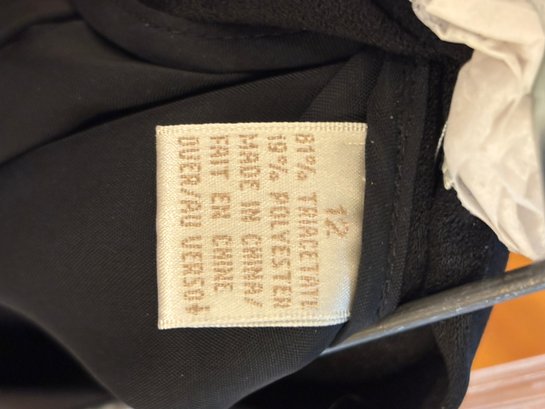 12
81% TRIACETATE
19% POLYESTER
MADE IN CHINA/
FAIT EN CHINE
OVER/AU VERSO→